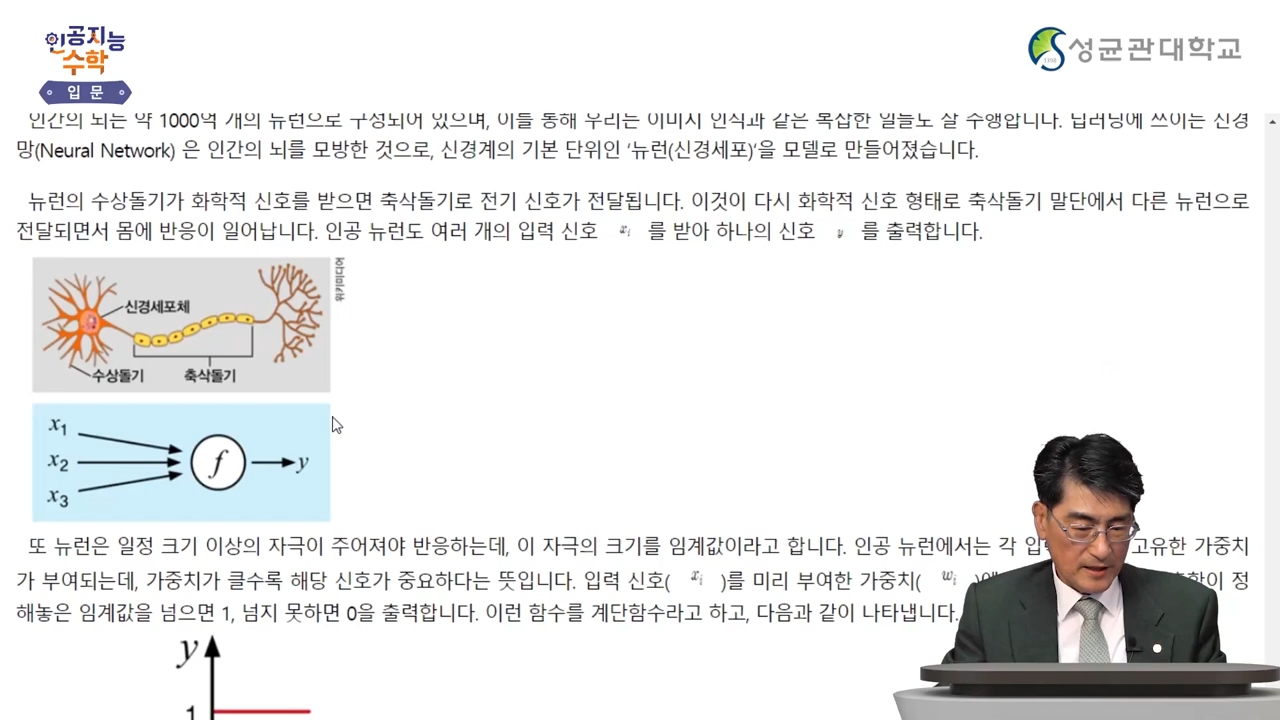 인공지능
수학
입문
성균관대학교
인간의 뇌는 약 1000억 개의 뉴런으로 구성되어 있으며, 이를 통해 우리는 이미지 인식과 같은 복잡한 일들도 잘 수행합니다. 딥러닝에 쓰이는 신경
망(Neural Network) 은 인간의 뇌를 모방한 것으로, 신경계의 기본 단위인 '뉴런(신경세포)'을 모델로 만들어졌습니다.
뉴런의 수상돌기가 화학적 신호를 받으면 축삭돌기로 전기 신호가 전달됩니다. 이것이 다시 화학적 신호 형태로 축삭돌기 말단에서 다른 뉴런으로
전달되면서 몸에 반응이 일어납니다. 인공 뉴런도 여러 개의 입력 신호 xᵢ 를 받아 하나의 신호 y 를 출력합니다.
신경세포체
수상돌기 축삭돌기
x₁
x₂ f y
x₃
또 뉴런은 일정 크기 이상의 자극이 주어져야 반응하는데, 이 자극의 크기를 임계값이라고 합니다. 인공 뉴런에서는 각 고유한 가중치
가 부여되는데, 가중치가 클수록 해당 신호가 중요하다는 뜻입니다. 입력 신호( xᵢ )를 미리 부여한 가중치( wᵢ ) 정
해놓은 임계값을 넘으면 1, 넘지 못하면 0을 출력합니다. 이런 함수를 계단함수라고 하고, 다음과 같이 나타냅니다.
y
1